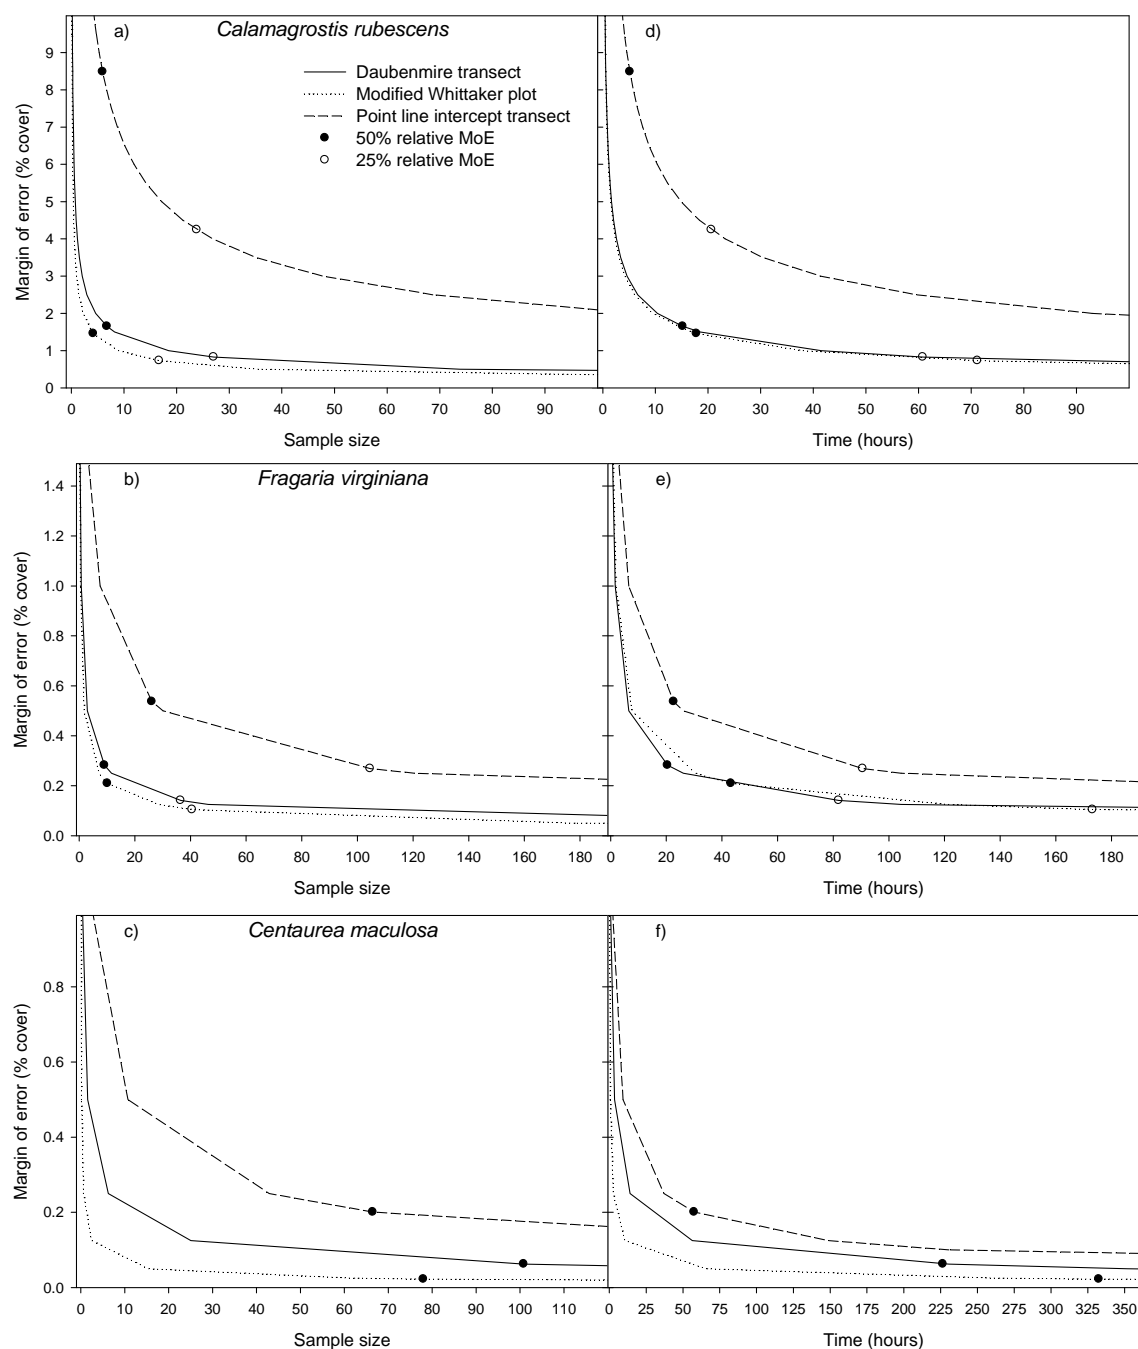 a) Calamagrostis rubescens
d)
Daubenmire transect
Modified Whittaker plot
Point line intercept transect
50% relative MoE
25% relative MoE
Margin of error (% cover)
9
8
7
6
5
4
3
2
1
0
0 10 20 30 40 50 60 70 80 90
0 10 20 30 40 50 60 70 80 90
Sample size
Time (hours)
b) Fragaria virginiana
e)
Margin of error (% cover)
1.4
1.2
1.0
0.8
0.6
0.4
0.2
0.0
0 20 40 60 80 100 120 140 160 180
0 20 40 60 80 100 120 140 160 180
Sample size
Time (hours)
c) Centaurea maculosa
f)
Margin of error (% cover)
0.8
0.6
0.4
0.2
0.0
0 10 20 30 40 50 60 70 80 90 100 110
0 25 50 75 100 125 150 175 200 225 250 275 300 325 350
Sample size
Time (hours)